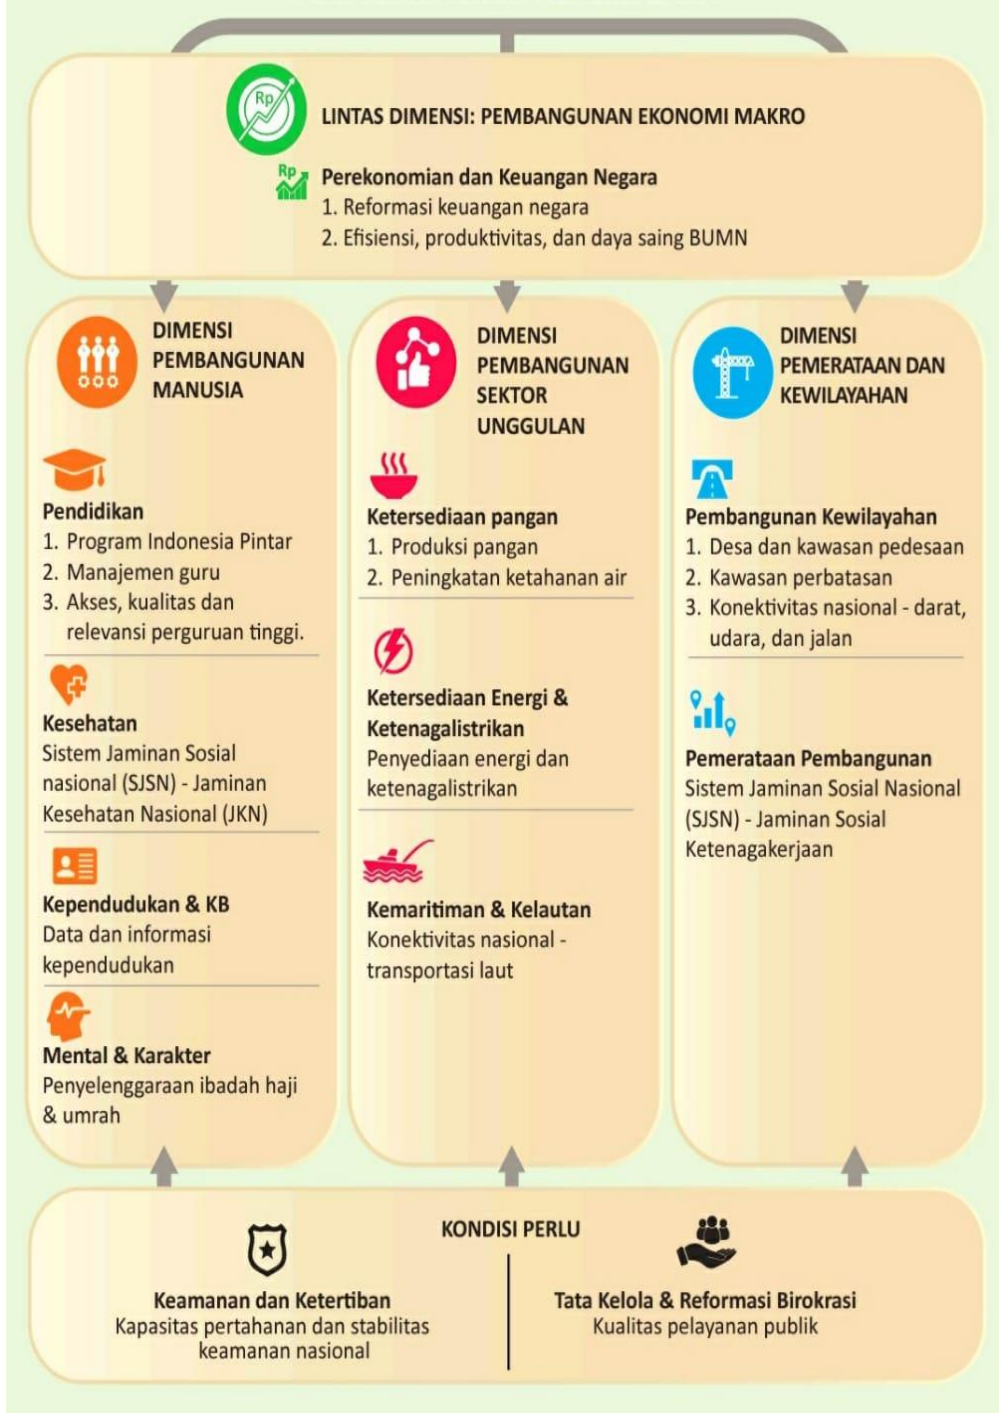 Rp
LINTAS DIMENSI: PEMBANGUNAN EKONOMI MAKRO
Rp
Perekonomian dan Keuangan Negara
1. Reformasi keuangan negara
2. Efisiensi, produktivitas, dan daya saing BUMN
DIMENSI
PEMBANGUNAN
MANUSIA
Pendidikan
1. Program Indonesia Pintar
2. Manajemen guru
3. Akses, kualitas dan
relevansi perguruan tinggi.
Kesehatan
Sistem Jaminan Sosial
nasional (SJSN) - Jaminan
Kesehatan Nasional (JKN)
Kependudukan & KB
Data dan informasi
kependudukan
Mental & Karakter
Penyelenggaraan ibadah haji
& umrah
DIMENSI
PEMBANGUNAN
SEKTOR
UNGGULAN
Ketersediaan pangan
1. Produksi pangan
2. Peningkatan ketahanan air
Ketersediaan Energi &
Ketenagalistrikan
Penyediaan energi dan
ketenagalistrikan
Kemaritiman & Kelautan
Konektivitas nasional -
transportasi laut
DIMENSI
PEMERATAAN DAN
KEWILAYAHAN
Pembangunan Kewilayahan
1. Desa dan kawasan pedesaan
2. Kawasan perbatasan
3. Konektivitas nasional - darat,
udara, dan jalan
Pemerataan Pembangunan
Sistem Jaminan Sosial Nasional
(SJSN) - Jaminan Sosial
Ketenagakerjaan
KONDISI PERLU
Keamanan dan Ketertiban
Kapasitas pertahanan dan stabilitas
keamanan nasional
Tata Kelola & Reformasi Birokrasi
Kualitas pelayanan publik